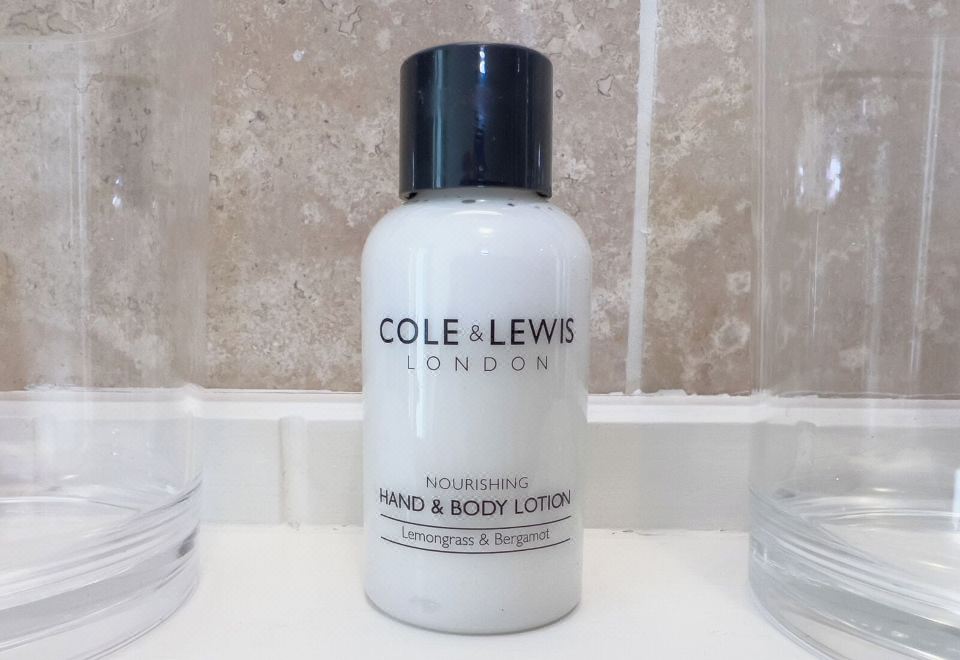 COLE & LEWIS
LONDON
NOURISHING
HAND & BODY LOTION
Lemongrass & Bergamot